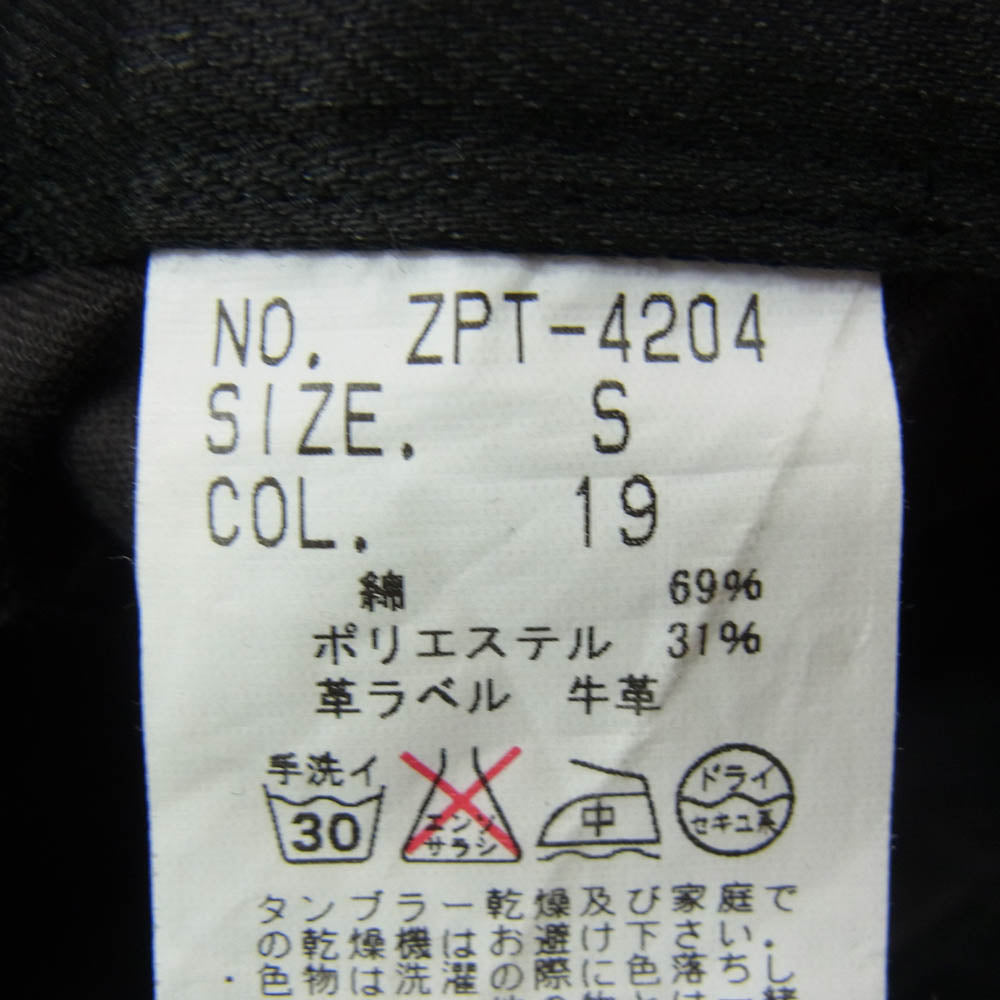 NO. ZPT-4204
SIZE. S
COL. 19
綿 69%
ポリエステル 31%
革ラベル 牛革
手洗イ
30
エンソ
サラシ
中
ドライ
セキユ系
タンブラー乾燥及び家庭で
の乾燥機はお避け下さい.
・色物は洗濯の際に色落ちし